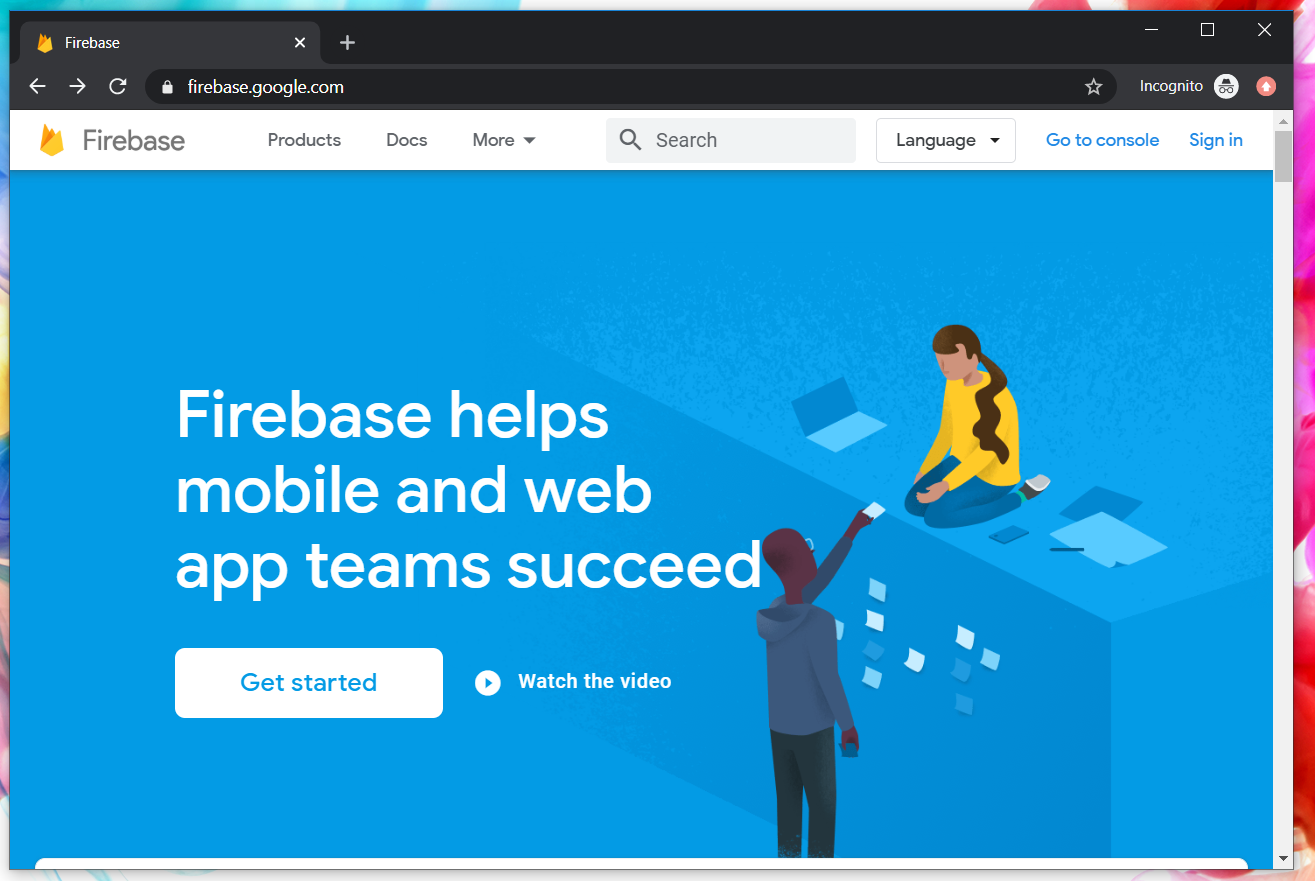 Firebase
firebase.google.com
Incognito
Firebase
Products
Docs
More
Search
Language
Go to console
Sign in
Firebase helps
mobile and web
app teams succeed
Get started
Watch the video